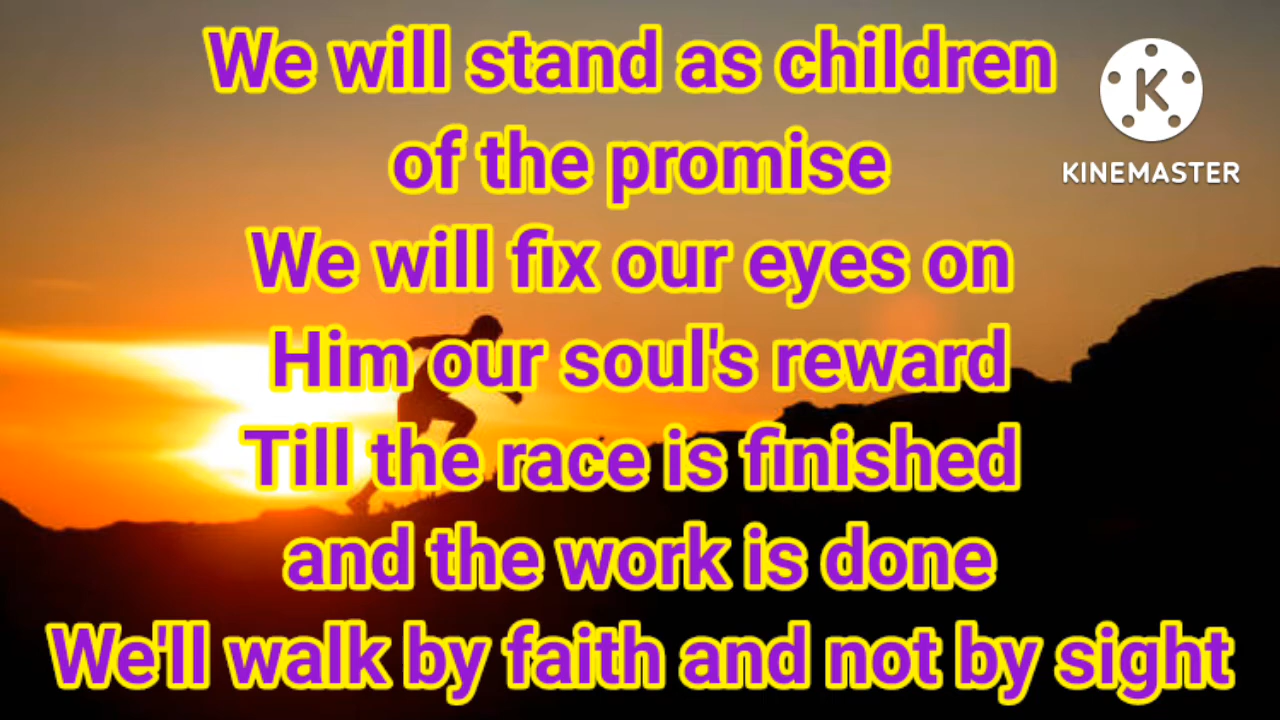 We will stand as children
of the promise
We will fix our eyes on
Him our soul's reward
Till the race is finished
and the work is done
We'll walk by faith and not by sight
K
KINEMASTER